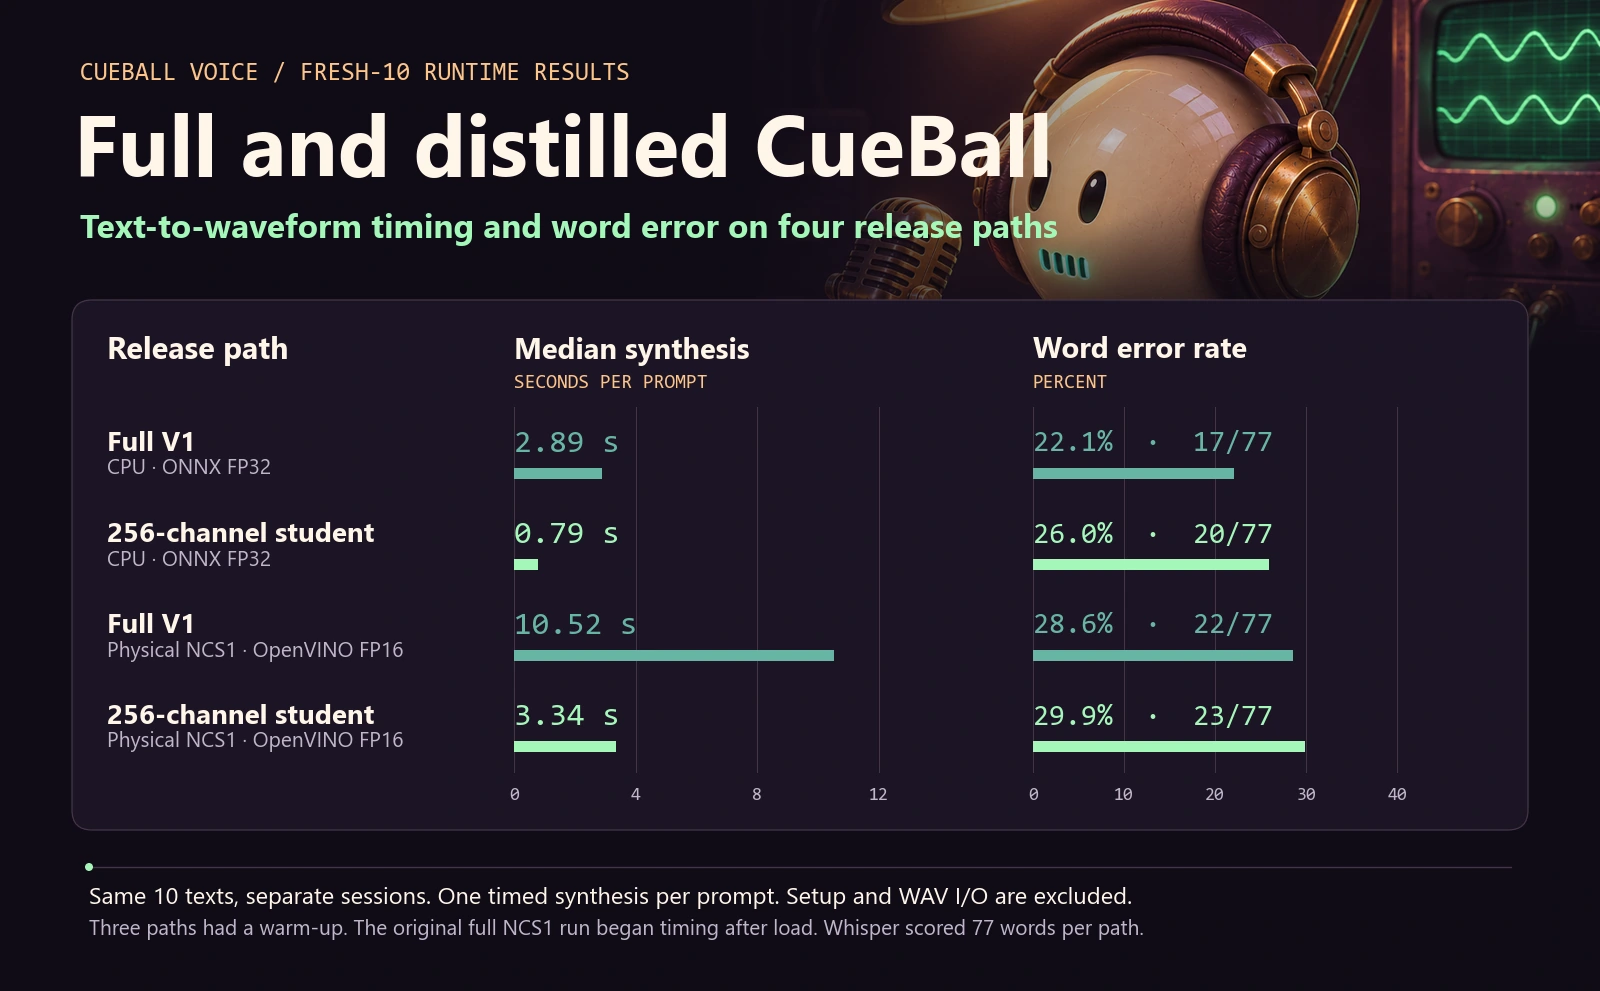 CUEBALL VOICE / FRESH-10 RUNTIME RESULTS
Full and distilled CueBall
Text-to-waveform timing and word error on four release paths
Release path
Median synthesis
SECONDS PER PROMPT
Word error rate
PERCENT
Full V1
CPU · ONNX FP32
2.89 s
22.1% · 17/77
256-channel student
CPU · ONNX FP32
0.79 s
26.0% · 20/77
Full V1
Physical NCS1 · OpenVINO FP16
10.52 s
28.6% · 22/77
256-channel student
Physical NCS1 · OpenVINO FP16
3.34 s
29.9% · 23/77
0 4 8 12
0 10 20 30 40
Same 10 texts, separate sessions. One timed synthesis per prompt. Setup and WAV I/O are excluded.
Three paths had a warm-up. The original full NCS1 run began timing after load. Whisper scored 77 words per path.